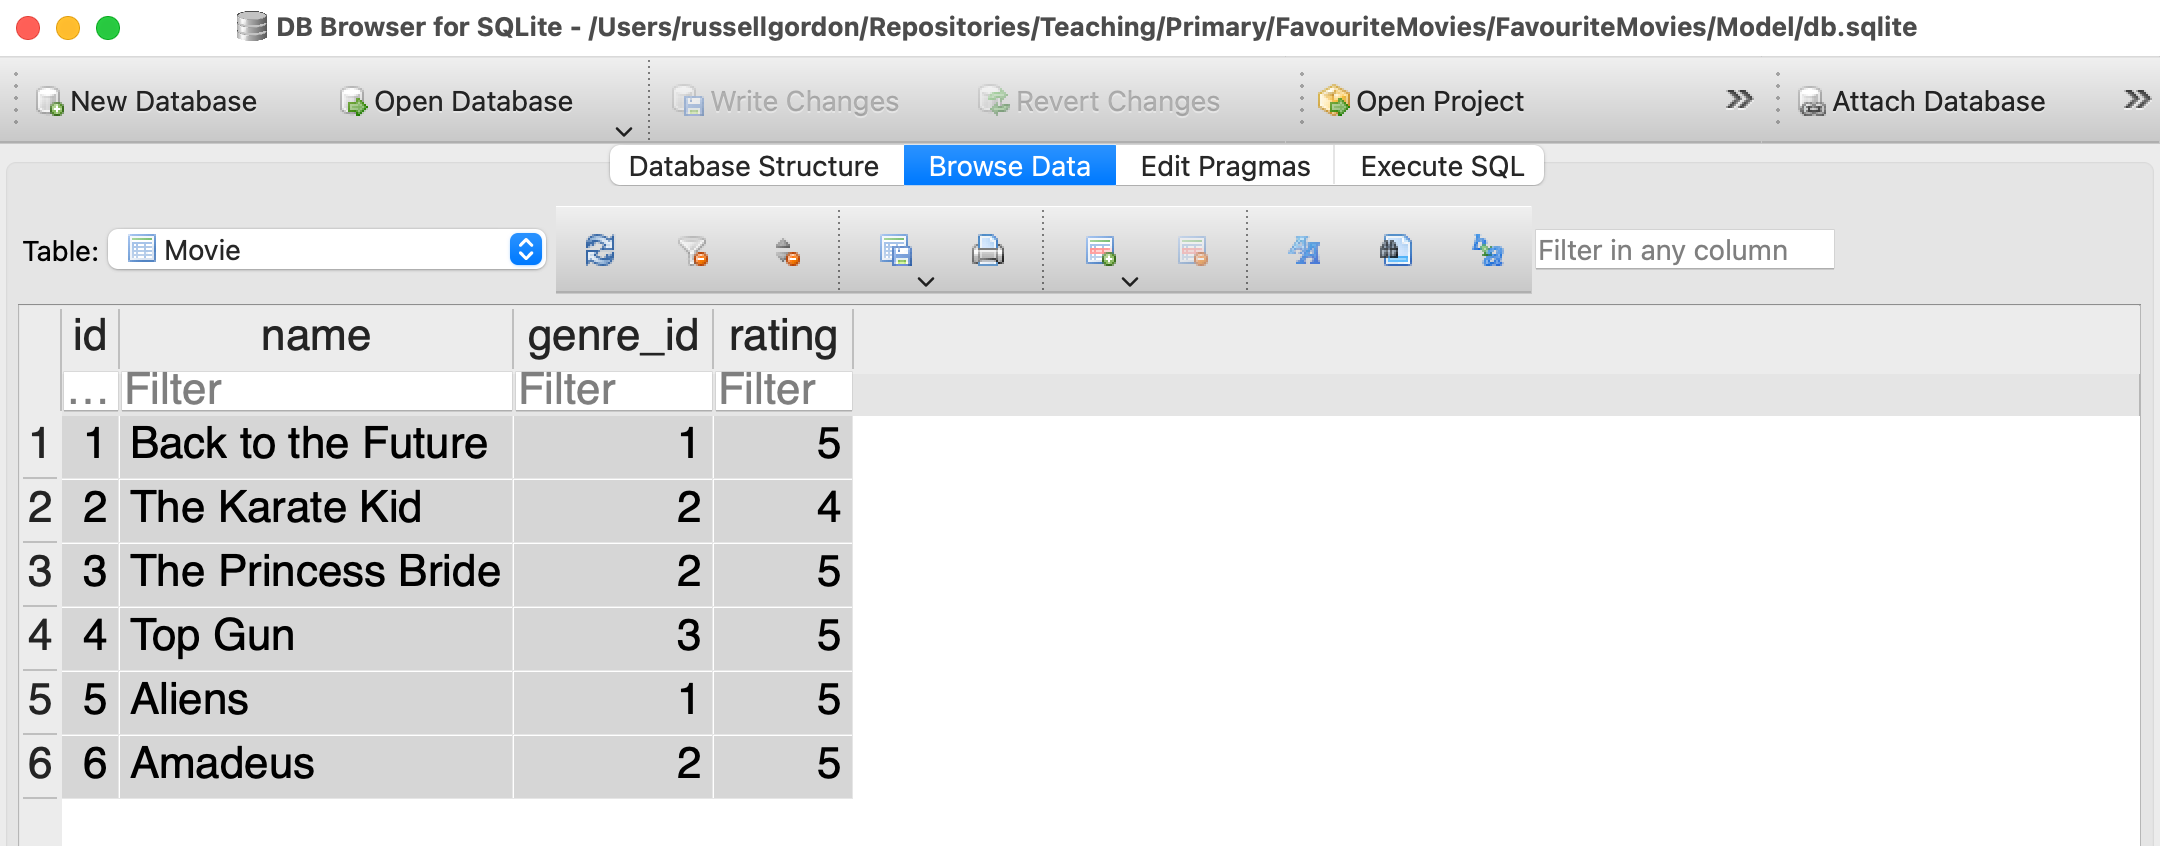 DB Browser for SQLite - /Users/russellgordon/Repositories/Teaching/Primary/FavouriteMovies/FavouriteMovies/Model/db.sqlite
New Database Open Database Write Changes Revert Changes Open Project Attach Database
Database Structure Browse Data Edit Pragmas Execute SQL
Table: Movie Filter in any column
id name genre_id rating
... Filter Filter Filter
1 1 Back to the Future 1 5
2 2 The Karate Kid 2 4
3 3 The Princess Bride 2 5
4 4 Top Gun 3 5
5 5 Aliens 1 5
6 6 Amadeus 2 5